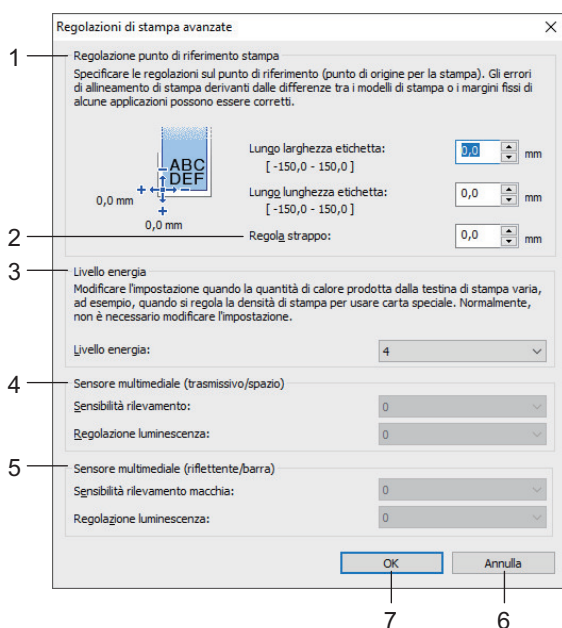 Regolazioni di stampa avanzate
1
Regolazione punto di riferimento stampa
Specificare le regolazioni sul punto di riferimento (punto di origine per la stampa). Gli errori
di allineamento di stampa derivanti dalle differenze tra i modelli di stampa o i margini fissi di
alcune applicazioni possono essere corretti.
ABC
DEF
0,0 mm
0,0 mm
Lungo larghezza etichetta: 0,0 mm
[ -150,0 - 150,0 ]
Lungo lunghezza etichetta: 0,0 mm
[ -150,0 - 150,0 ]
2
Regola strappo: 0,0 mm
3
Livello energia
Modificare l'impostazione quando la quantità di calore prodotta dalla testina di stampa varia,
ad esempio, quando si regola la densità di stampa per usare carta speciale. Normalmente,
non è necessario modificare l'impostazione.
Livello energia: 4
4
Sensore multimediale (trasmissivo/spazio)
Sensibilità rilevamento: 0
Regolazione luminescenza: 0
5
Sensore multimediale (riflettente/barra)
Sensibilità rilevamento macchia: 0
Regolazione luminescenza: 0
OK Annulla
7 6